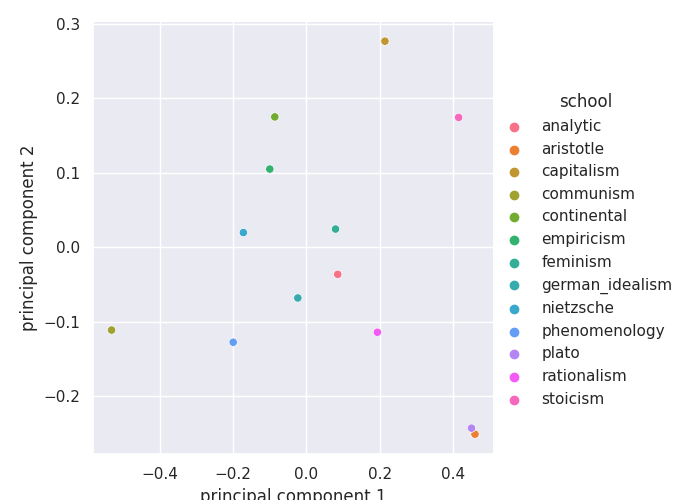 0.3
0.2
0.1
0.0
−0.1
−0.2
principal component 2
−0.4
−0.2
0.0
0.2
0.4
principal component 1
school
analytic
aristotle
capitalism
communism
continental
empiricism
feminism
german_idealism
nietzsche
phenomenology
plato
rationalism
stoicism